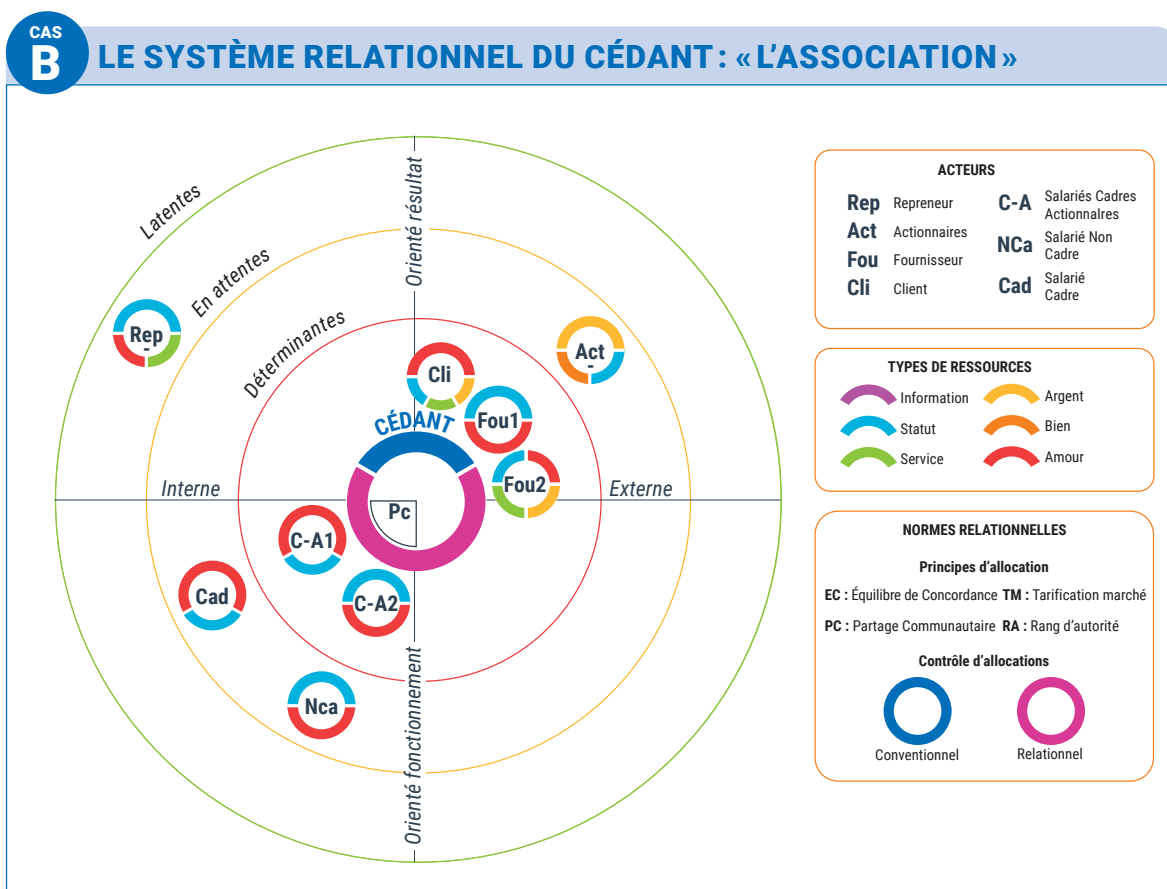 CAS
B
LE SYSTÈME RELATIONNEL DU CÉDANT : « L'ASSOCIATION »
Latentes
En attentes
Déterminantes
Orienté résultat
Rep
-
Act
-
Cli
CÉDANT
Fou1
Fou2
Interne
Externe
Pc
C-A1
C-A2
Cad
Nca
Orienté fonctionnement
ACTEURS
Rep Repreneur
Act Actionnaires
Fou Fournisseur
Cli Client
C-A Salariés Cadres
Actionnalres
NCa Salarié Non
Cadre
Cad Salarié
Cadre
TYPES DE RESSOURCES
Information
Argent
Statut
Bien
Service
Amour
NORMES RELATIONNELLES
Principes d'allocation
EC : Équilibre de Concordance TM : Tarification marché
PC : Partage Communautaire RA : Rang d'autorité
Contrôle d'allocations
Conventionnel
Relationnel